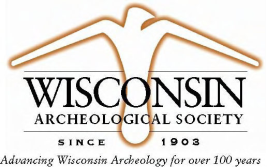 WISCONSIN
ARCHEOLOGICAL SOCIETY
SINCE 1903
Advancing Wisconsin Archeology for over 100 years